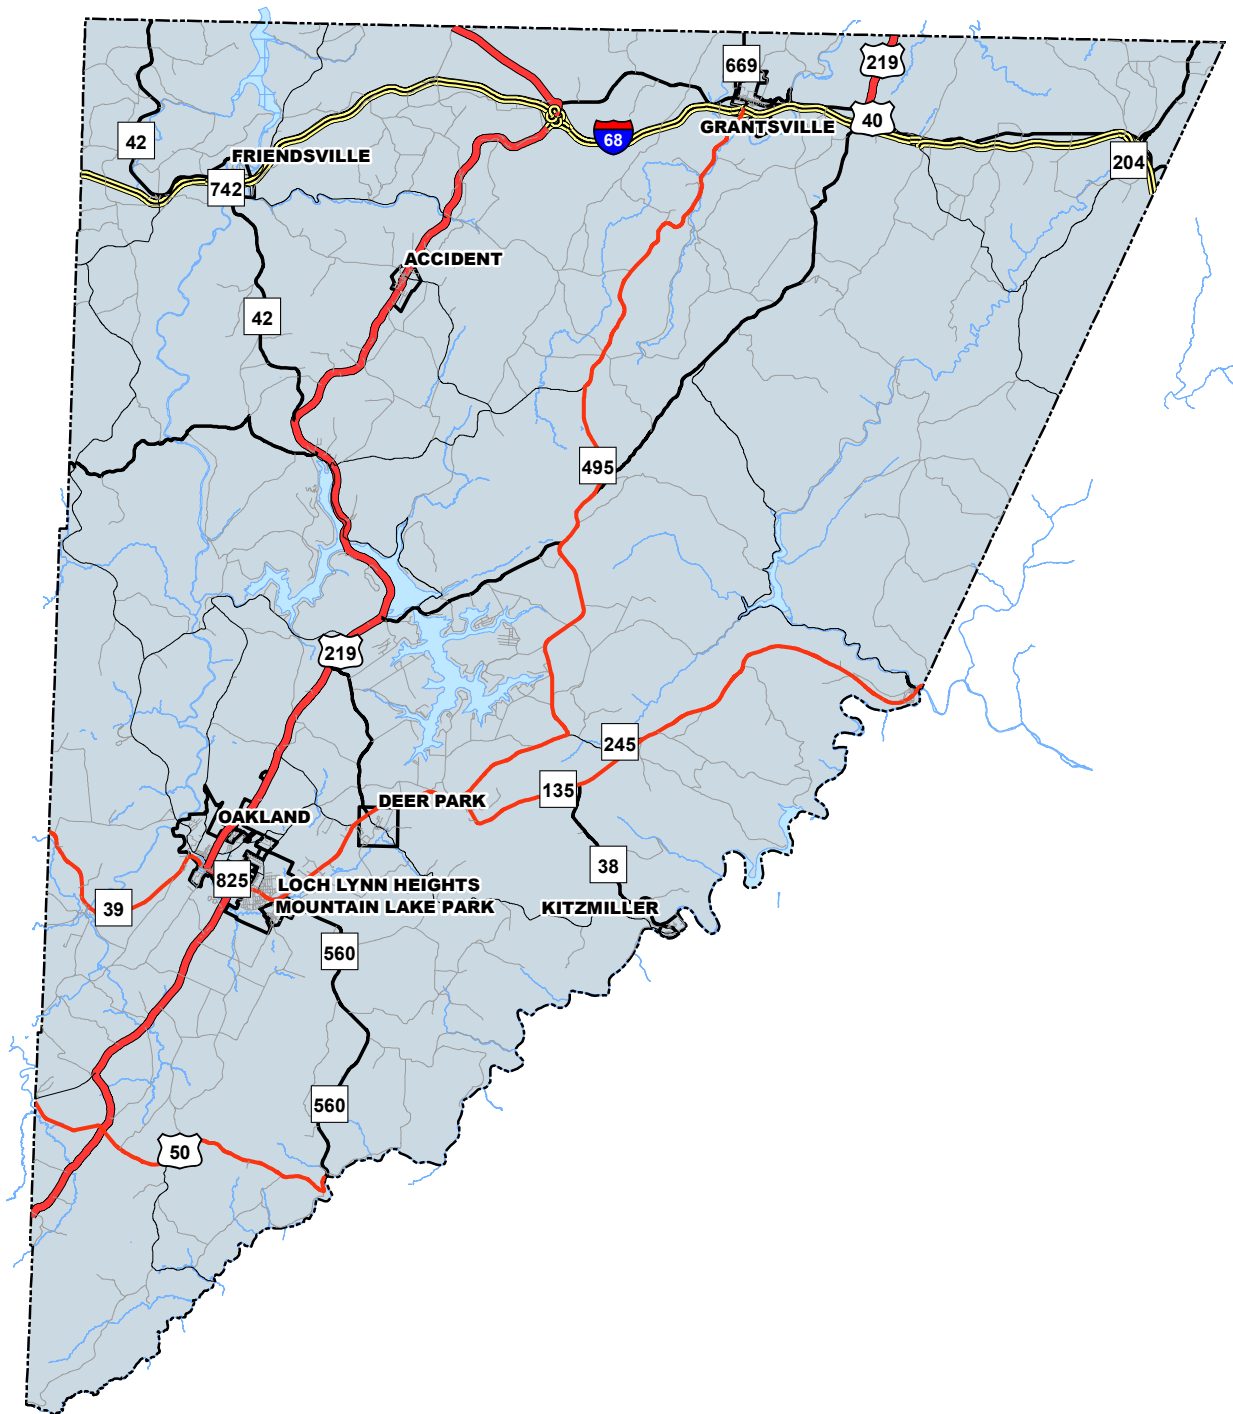 669
219
40
42
68
GRANTSVILLE
FRIENDSVILLE
204
742
ACCIDENT
42
495
219
245
135
DEER PARK
OAKLAND
38
825
LOCH LYNN HEIGHTS
MOUNTAIN LAKE PARK
39
KITZMILLER
560
560
50